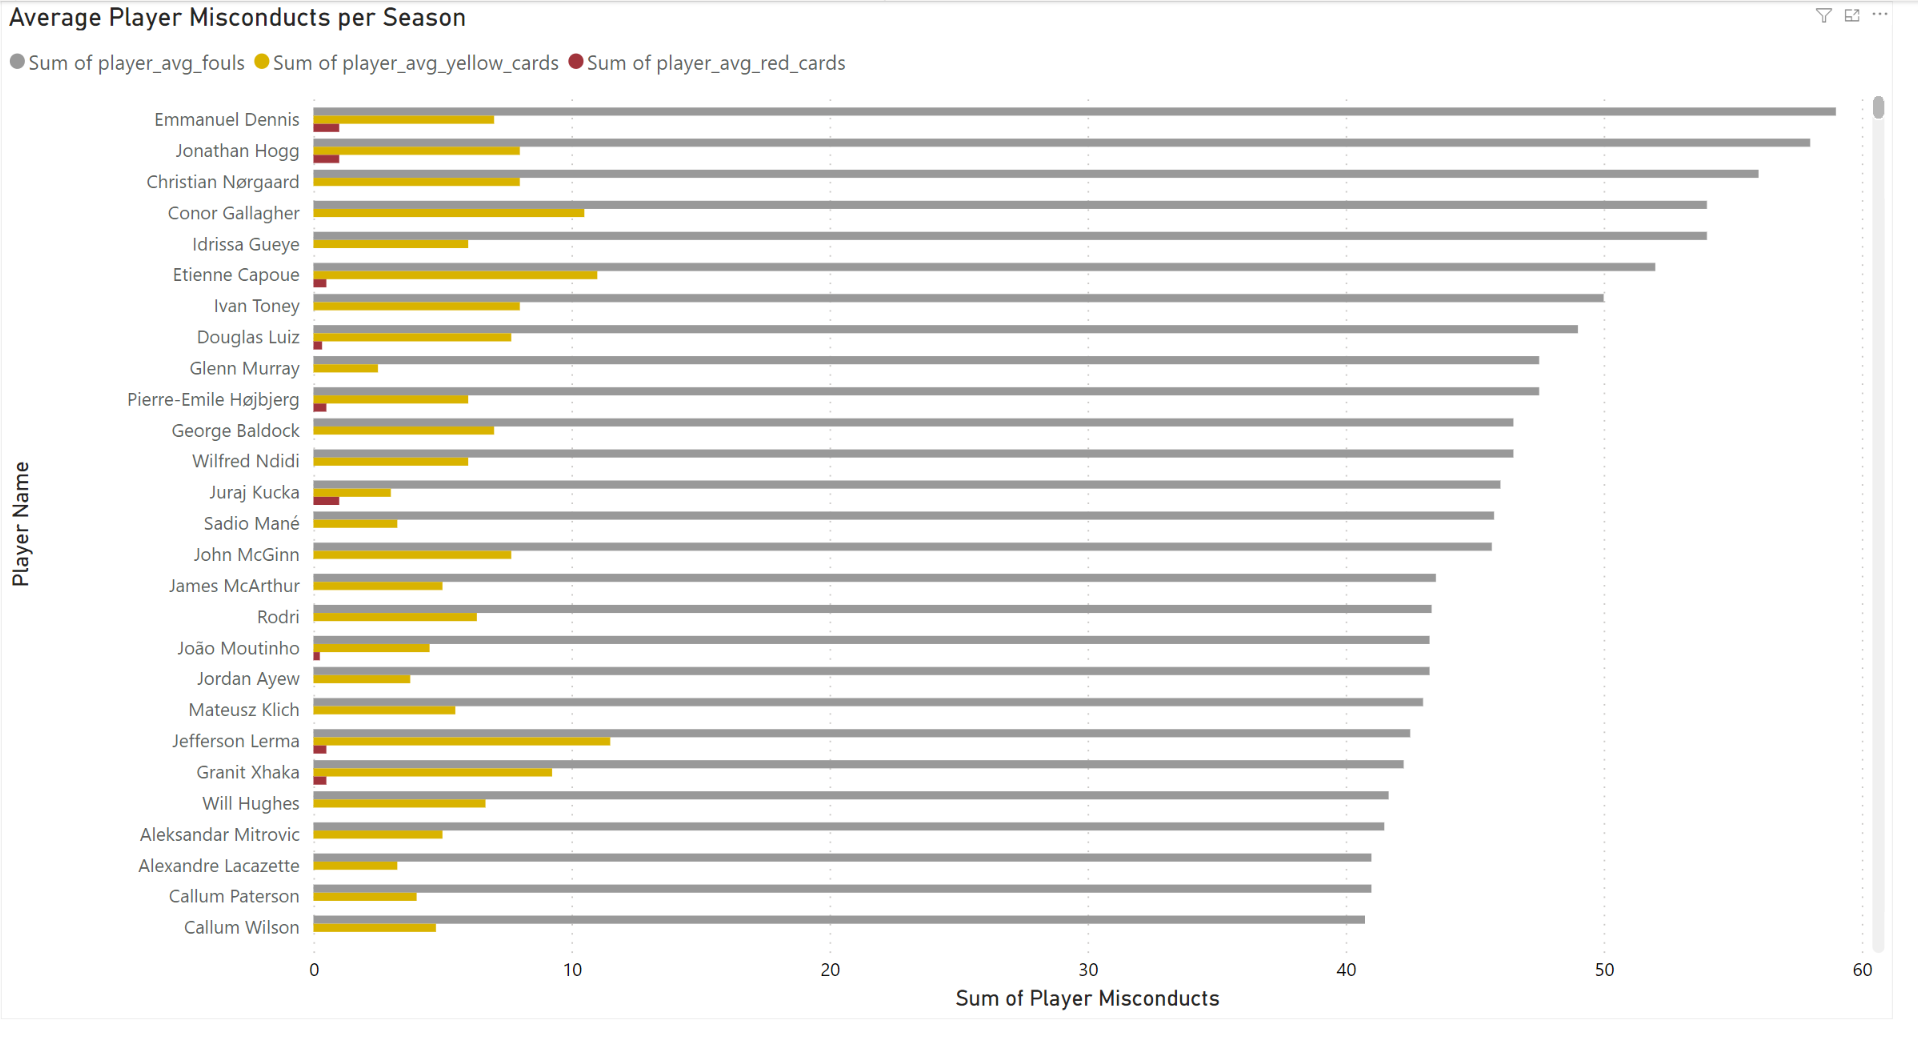 Average Player Misconducts per Season
Sum of player_avg_fouls Sum of player_avg_yellow_cards Sum of player_avg_red_cards
Player Name
Emmanuel Dennis
Jonathan Hogg
Christian Nørgaard
Conor Gallagher
Idrissa Gueye
Etienne Capoue
Ivan Toney
Douglas Luiz
Glenn Murray
Pierre-Emile Højbjerg
George Baldock
Wilfred Ndidi
Juraj Kucka
Sadio Mané
John McGinn
James McArthur
Rodri
João Moutinho
Jordan Ayew
Mateusz Klich
Jefferson Lerma
Granit Xhaka
Will Hughes
Aleksandar Mitrovic
Alexandre Lacazette
Callum Paterson
Callum Wilson
0 10 20 30 40 50 60
Sum of Player Misconducts